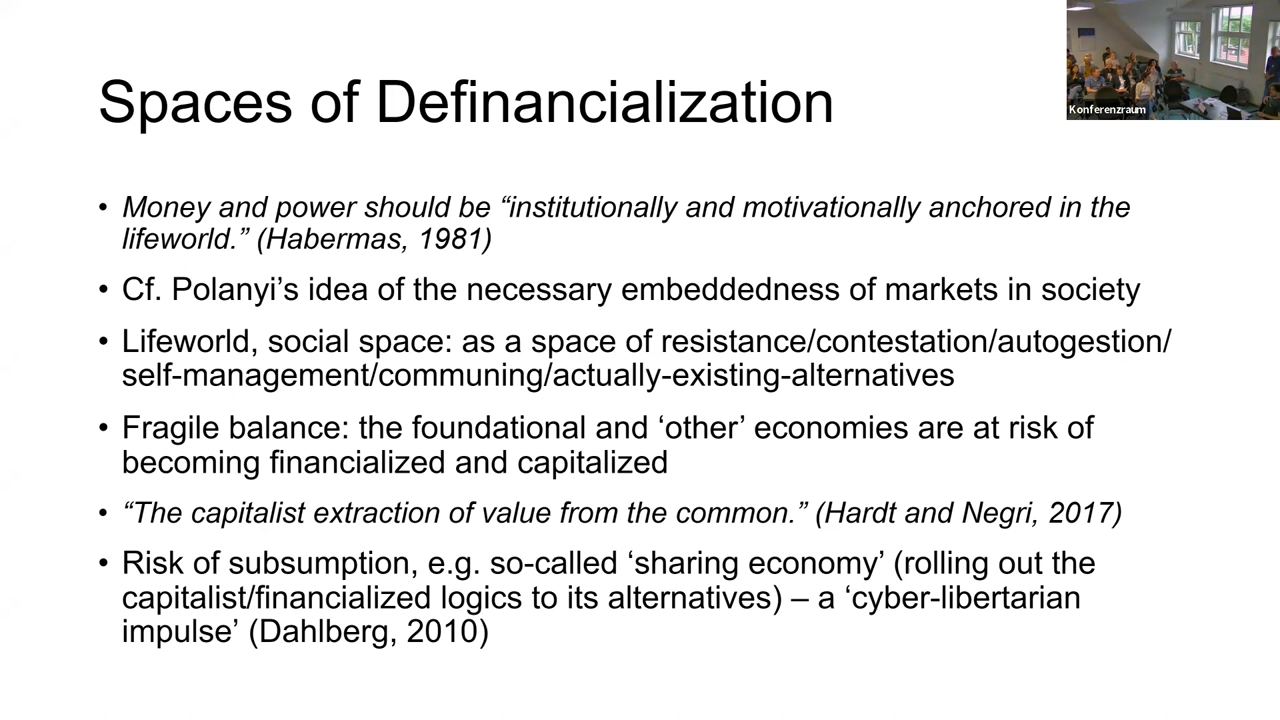 Spaces of Definancialization
Konferenzraum
• Money and power should be “institutionally and motivationally anchored in the
lifeworld.” (Habermas, 1981)
• Cf. Polanyi’s idea of the necessary embeddedness of markets in society
• Lifeworld, social space: as a space of resistance/contestation/autogestion/
self-management/communing/actually-existing-alternatives
• Fragile balance: the foundational and ‘other’ economies are at risk of
becoming financialized and capitalized
• “The capitalist extraction of value from the common.” (Hardt and Negri, 2017)
• Risk of subsumption, e.g. so-called ‘sharing economy’ (rolling out the
capitalist/financialized logics to its alternatives) – a ‘cyber-libertarian
impulse’ (Dahlberg, 2010)